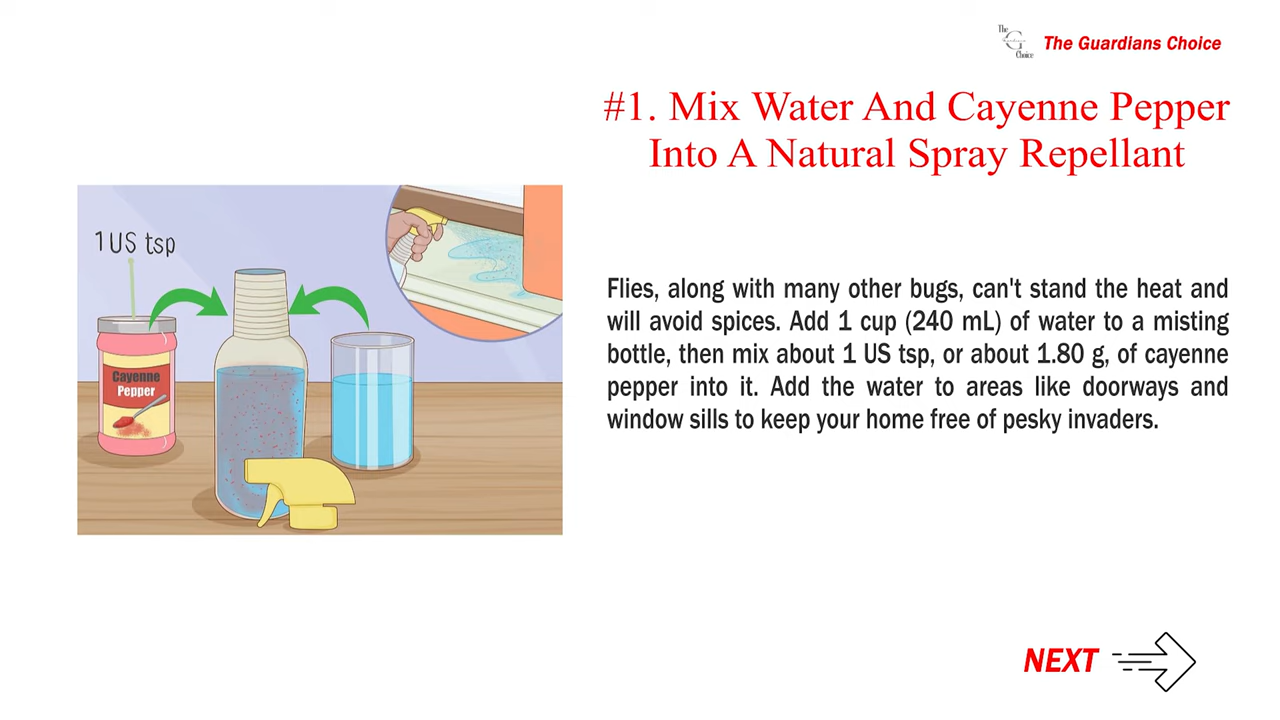 The
G
Choice
The Guardians Choice
#1. Mix Water And Cayenne Pepper
Into A Natural Spray Repellant
1 US tsp
Cayenne
Pepper
Flies, along with many other bugs, can't stand the heat and
will avoid spices. Add 1 cup (240 mL) of water to a misting
bottle, then mix about 1 US tsp, or about 1.80 g, of cayenne
pepper into it. Add the water to areas like doorways and
window sills to keep your home free of pesky invaders.
NEXT